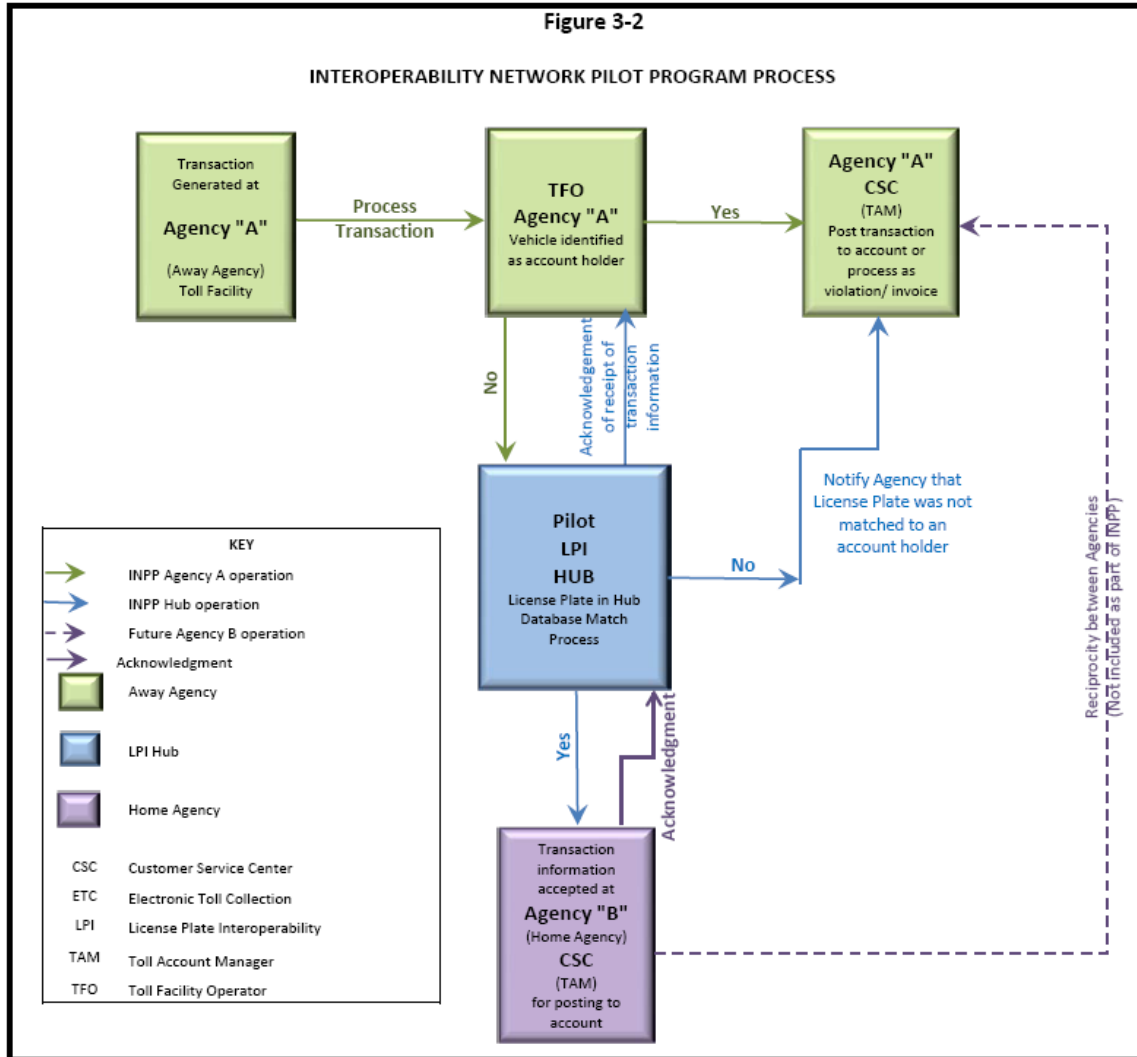 Figure 3-2
INTEROPERABILITY NETWORK PILOT PROGRAM PROCESS
Transaction
Generated at
Agency "A"
(Away Agency)
Toll Facility
Process
Transaction
TFO
Agency "A"
Vehicle identified
as account holder
Yes
Agency "A"
CSC
(TAM)
Post transaction
to account or
process as
violation/ invoice
No
Acknowledgement
of receipt of
transaction
information
Pilot
LPI
HUB
License Plate in Hub
Database Match
Process
No
Notify Agency that
License Plate was not
matched to an
account holder
Reciprocity between Agencies
(Not included as part of INPP)
Yes
Acknowledgment
Transaction
information
accepted at
Agency "B"
(Home Agency)
CSC
(TAM)
for posting to
account
KEY
INPP Agency A operation
INPP Hub operation
Future Agency B operation
Acknowledgment
Away Agency
LPI Hub
Home Agency
CSC Customer Service Center
ETC Electronic Toll Collection
LPI License Plate Interoperability
TAM Toll Account Manager
TFO Toll Facility Operator